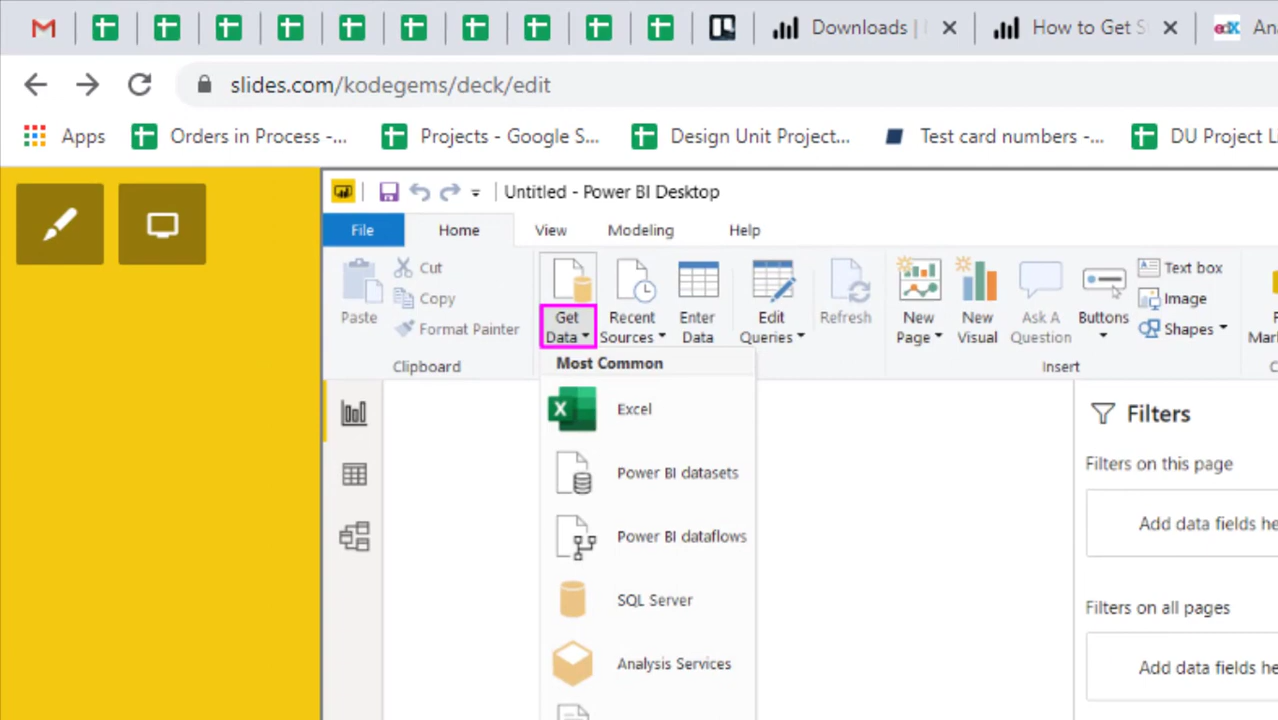 Downloads |
How to Get S
edX
An
slides.com/kodegems/deck/edit
Apps
Orders in Process -...
Projects - Google S...
Design Unit Project...
Test card numbers -...
DU Project L
Untitled - Power BI Desktop
File
Home
View
Modeling
Help
Paste
Cut
Copy
Format Painter
Clipboard
Get
Data
Recent
Sources
Enter
Data
Edit
Queries
Refresh
New
Page
New
Visual
Ask A
Question
Buttons
Text box
Image
Shapes
Insert
Most Common
Excel
Power BI datasets
Power BI dataflows
SQL Server
Analysis Services
Filters
Filters on this page
Add data fields he
Filters on all pages
Add data fields he